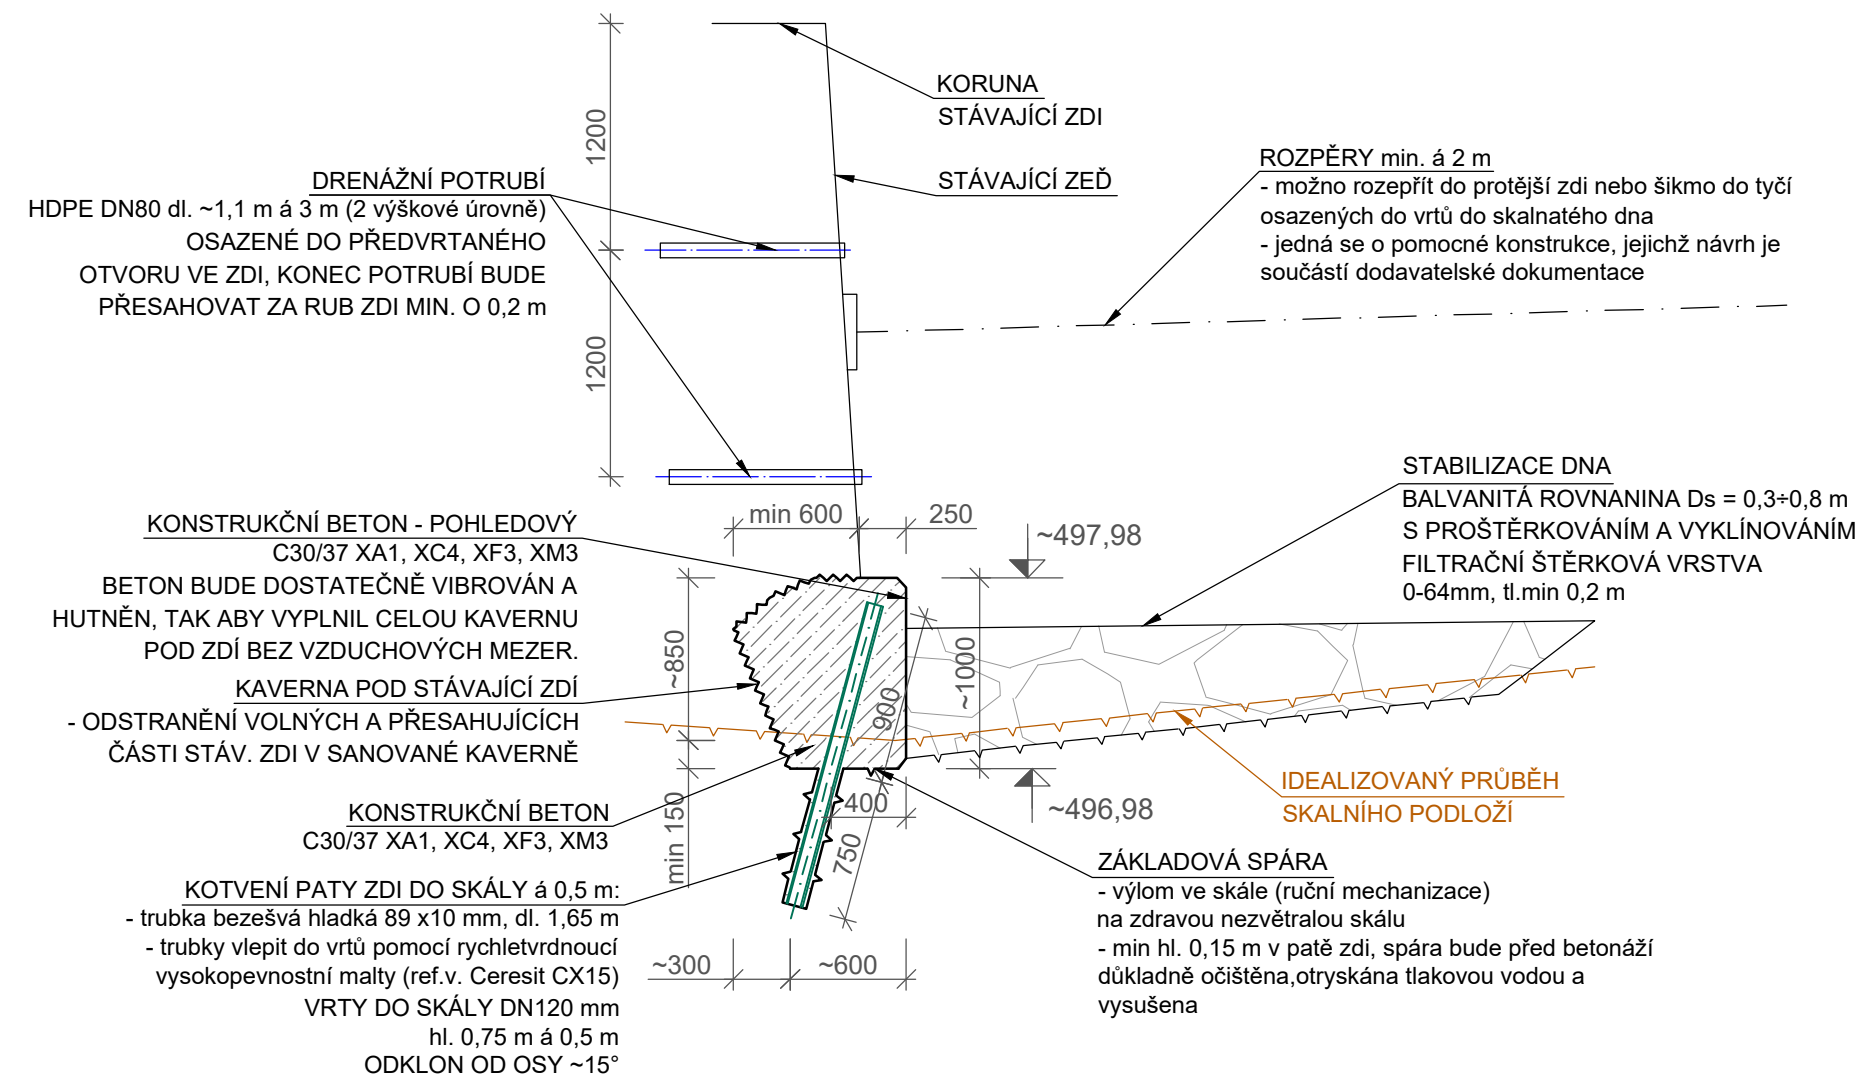 KORUNA
STÁVAJÍCÍ ZDI
1200
ROZPĚRY min. á 2 m
- možno rozepřít do protější zdi nebo šikmo do tyčí
osazených do vrtů do skalnatého dna
- jedná se o pomocné konstrukce, jejichž návrh je
součástí dodavatelské dokumentace
DRENÁŽNÍ POTRUBÍ
HDPE DN80 dl. ~1,1 m á 3 m (2 výškové úrovně)
OSAZENÉ DO PŘEDVRTANÉHO
OTVORU VE ZDI, KONEC POTRUBÍ BUDE
PŘESAHOVAT ZA RUB ZDI MIN. O 0,2 m
STÁVAJÍCÍ ZEĎ
1200
STABILIZACE DNA
BALVANITÁ ROVNANINA Ds = 0,3÷0,8 m
S PROŠTĚRKOVÁNÍM A VYKLÍNOVÁNÍM
FILTRAČNÍ ŠTĚRKOVÁ VRSTVA
0-64mm, tl.min 0,2 m
min 600
250
~497,98
KONSTRUKČNÍ BETON - POHLEDOVÝ
C30/37 XA1, XC4, XF3, XM3
BETON BUDE DOSTATEČNĚ VIBROVÁN A
HUTNĚN, TAK ABY VYPLNIL CELOU KAVERNU
POD ZDÍ BEZ VZDUCHOVÝCH MEZER.
KAVERNA POD STÁVAJÍCÍ ZDÍ
- ODSTRANĚNÍ VOLNÝCH A PŘESAHUJÍCÍCH
ČÁSTI STÁV. ZDI V SANOVANÉ KAVERNĚ
~850
~1000
900
KONSTRUKČNÍ BETON
C30/37 XA1, XC4, XF3, XM3
min 150
400
750
~496,98
IDEALIZOVANÝ PRŮBĚH
SKALNÍHO PODLOŽÍ
KOTVENÍ PATY ZDI DO SKÁLY á 0,5 m:
- trubka bezešvá hladká 89 x10 mm, dl. 1,65 m
- trubky vlepit do vrtů pomocí rychletvrdnoucí
vysokopevnostní malty (ref.v. Ceresit CX15)
VRTY DO SKÁLY DN120 mm
hl. 0,75 m á 0,5 m
ODKLON OD OSY ~15°
~300
~600
ZÁKLADOVÁ SPÁRA
- výlom ve skále (ruční mechanizace)
na zdravou nezvětralou skálu
- min hl. 0,15 m v patě zdi, spára bude před betonáží
důkladně očištěna,otryskána tlakovou vodou a
vysušena